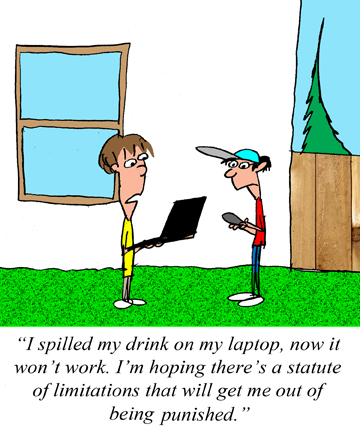 “I spilled my drink on my laptop, now it
won’t work. I’m hoping there’s a statute
of limitations that will get me out of
being punished.”